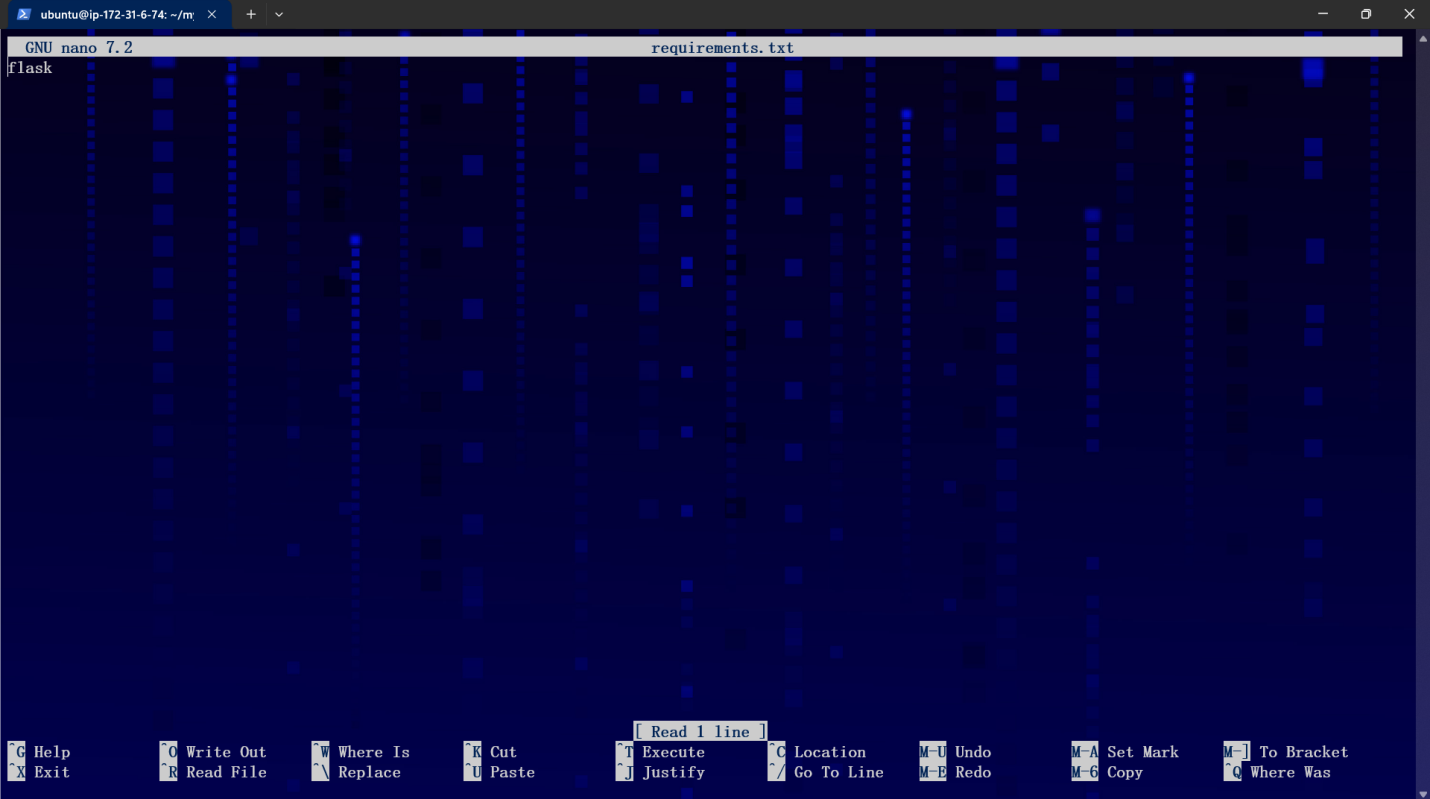 ubuntu@ip-172-31-6-74: ~/my
GNU nano 7.2 requirements.txt
flask
[ Read 1 line ]
^G Help ^O Write Out ^W Where Is ^K Cut ^T Execute ^C Location M-U Undo M-A Set Mark M-] To Bracket
^X Exit ^R Read File ^\ Replace ^U Paste ^J Justify ^/ Go To Line M-E Redo M-6 Copy ^Q Where Was